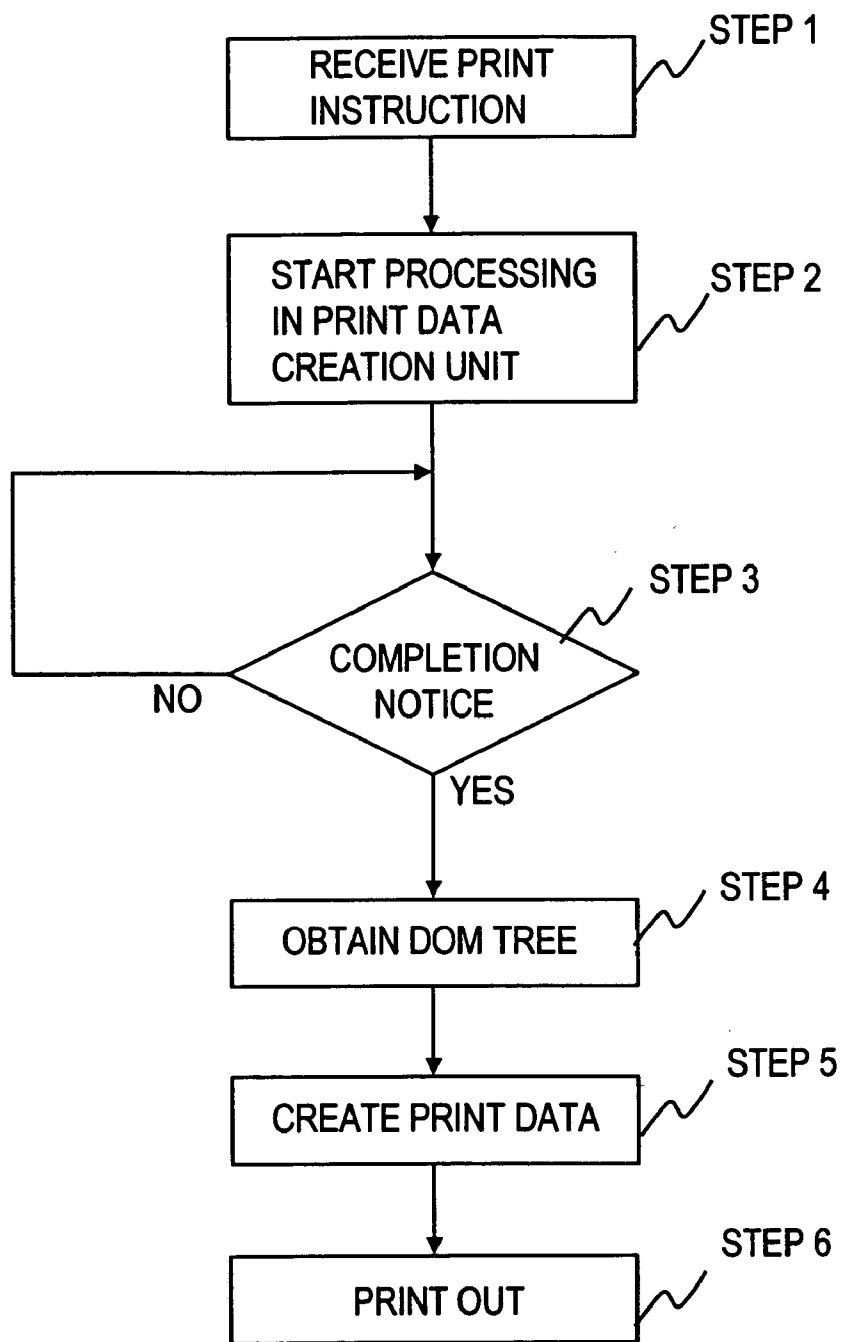 STEP 1
RECEIVE PRINT
INSTRUCTION
STEP 2
START PROCESSING
IN PRINT DATA
CREATION UNIT
STEP 3
COMPLETION
NOTICE
NO
YES
STEP 4
OBTAIN DOM TREE
STEP 5
CREATE PRINT DATA
STEP 6
PRINT OUT